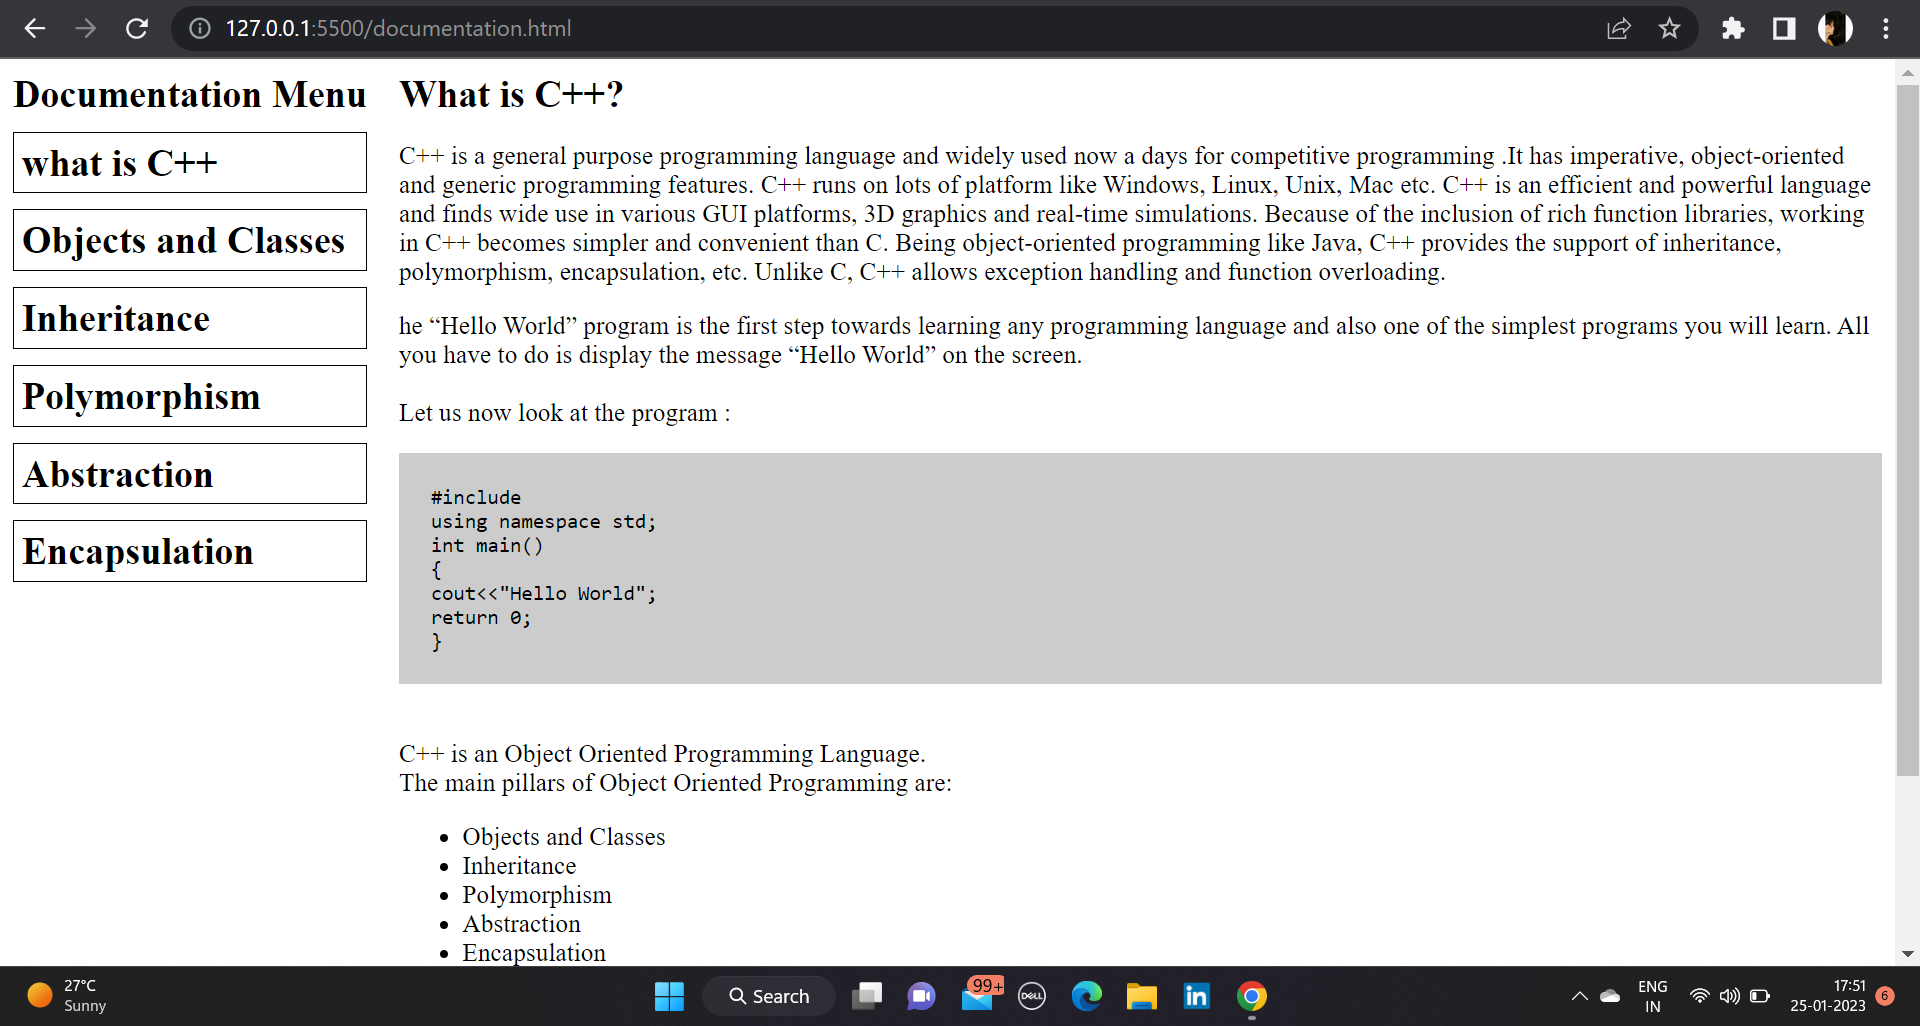 127.0.0.1:5500/documentation.html
Documentation Menu
what is C++
Objects and Classes
Inheritance
Polymorphism
Abstraction
Encapsulation
What is C++?
C++ is a general purpose programming language and widely used now a days for competitive programming .It has imperative, object-oriented
and generic programming features. C++ runs on lots of platform like Windows, Linux, Unix, Mac etc. C++ is an efficient and powerful language
and finds wide use in various GUI platforms, 3D graphics and real-time simulations. Because of the inclusion of rich function libraries, working
in C++ becomes simpler and convenient than C. Being object-oriented programming like Java, C++ provides the support of inheritance,
polymorphism, encapsulation, etc. Unlike C, C++ allows exception handling and function overloading.
he “Hello World” program is the first step towards learning any programming language and also one of the simplest programs you will learn. All
you have to do is display the message “Hello World” on the screen.
Let us now look at the program :
#include
using namespace std;
int main()
{
cout<<"Hello World";
return 0;
}
C++ is an Object Oriented Programming Language.
The main pillars of Object Oriented Programming are:
Objects and Classes
Inheritance
Polymorphism
Abstraction
Encapsulation
27°C
Sunny
Search
99+
DELL
in
ENG
IN
17:51
25-01-2023
6